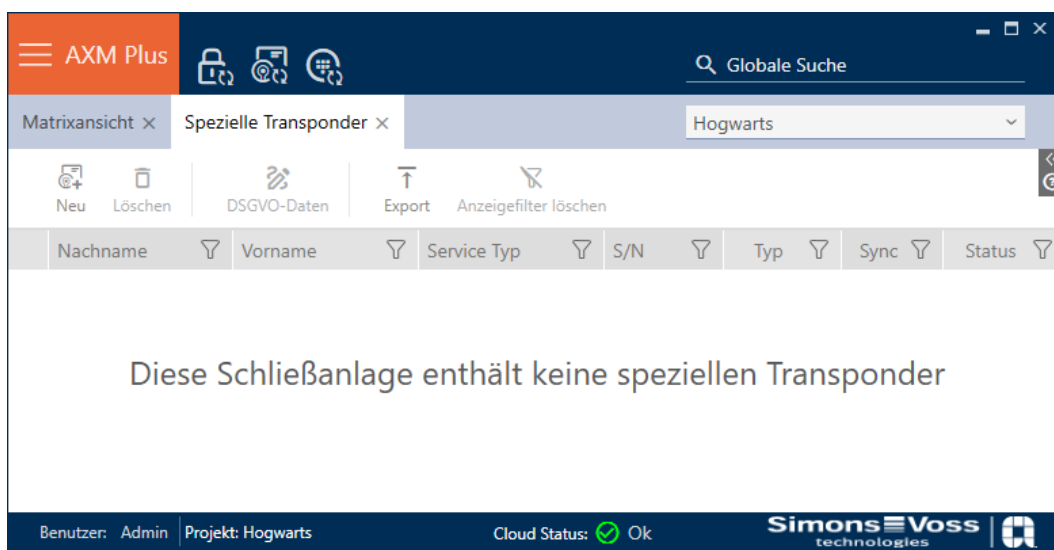 AXM Plus
Globale Suche
Matrixansicht Spezielle Transponder Hogwarts
Neu Löschen DSGVO-Daten Export Anzeigefilter löschen
Nachname Vorname Service Typ S/N Typ Sync Status
Diese Schließanlage enthält keine speziellen Transponder
Benutzer: Admin Projekt: Hogwarts Cloud Status: Ok SimonsVoss
technologies